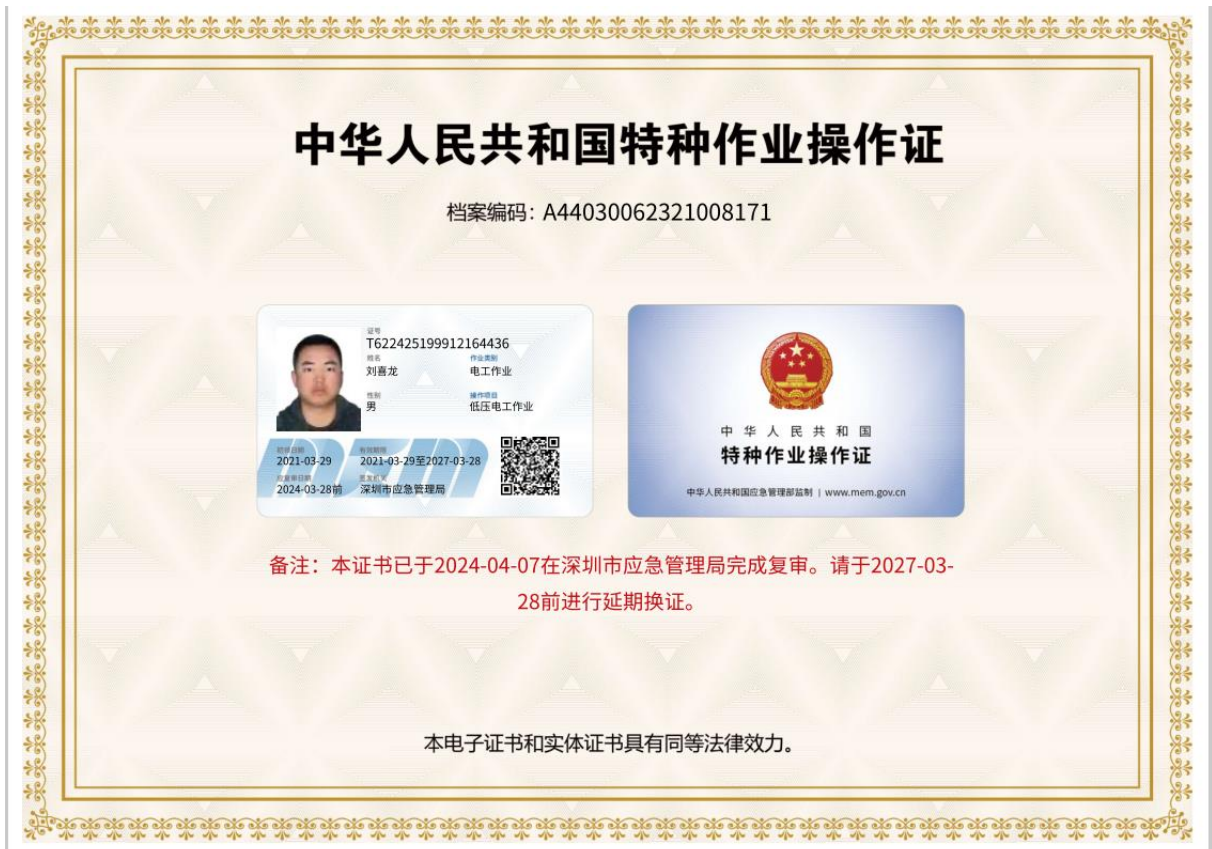 中华人民共和国特种作业操作证
档案编码：A44030062321008171
证号
T622425199912164436
姓名 作业类别
刘喜龙 电工作业
性别 操作项目
男 低压电工作业
初领日期 有效期限
2021-03-29 2021-03-29至2027-03-28
应复审日期 签发机关
2024-03-28前 深圳市应急管理局
中华人民共和国
特种作业操作证
中华人民共和国应急管理部监制 | www.mem.gov.cn
备注：本证书已于2024-04-07在深圳市应急管理局完成复审。请于2027-03-
28前进行延期换证。
本电子证书和实体证书具有同等法律效力。